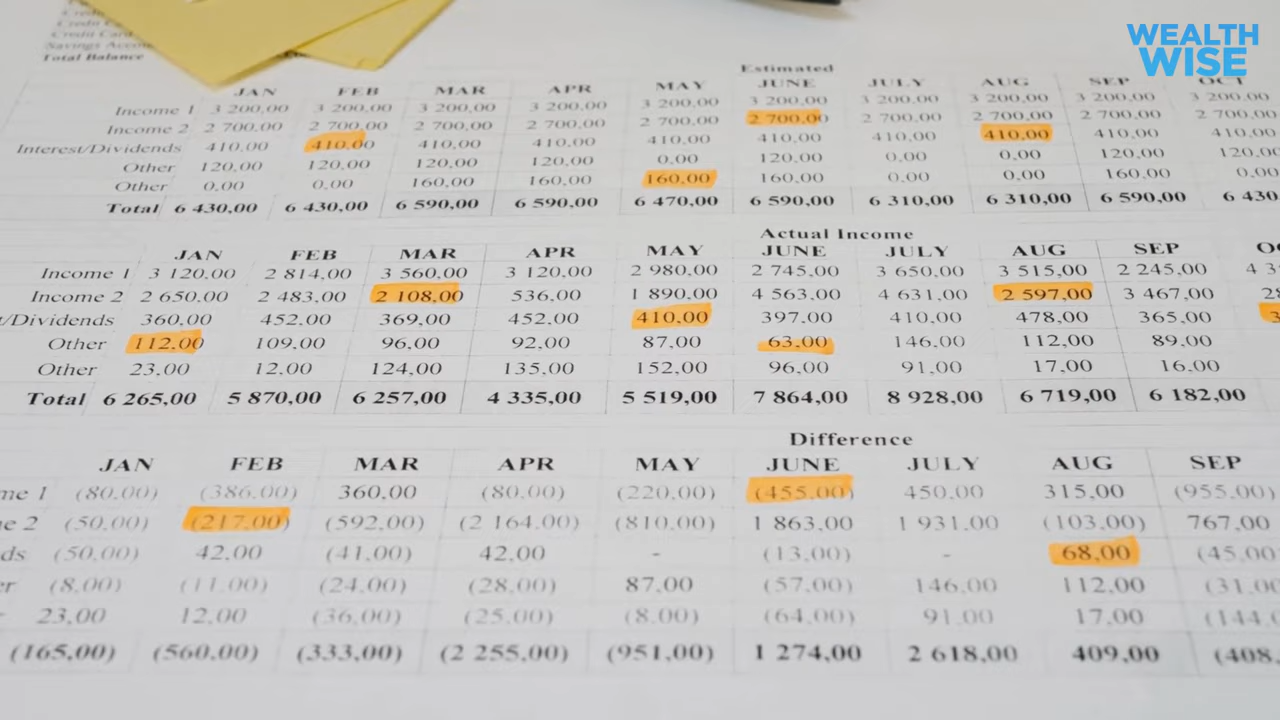 WEALTH
WISE
Total Balance
Estimated
JAN FEB MAR APR MAY JUNE JULY AUG SEP OCT
Income 1 3 200,00 3 200,00 3 200,00 3 200,00 3 200,00 3 200,00 3 200,00 3 200,00 3 200,00 3 200,00
Income 2 2 700,00 2 700,00 2 700,00 2 700,00 2 700,00 2 700,00 2 700,00 2 700,00 2 700,00 2 700,00
Interest/Dividends 410,00 410,00 410,00 410,00 410,00 410,00 410,00 410,00 410,00 410,00
Other 120,00 120,00 120,00 120,00 0,00 120,00 0,00 0,00 120,00 120,00
Other 0,00 0,00 160,00 160,00 160,00 160,00 0,00 0,00 160,00 0,00
Total 6 430,00 6 430,00 6 590,00 6 590,00 6 470,00 6 590,00 6 310,00 6 310,00 6 590,00 6 430
Actual Income
JAN FEB MAR APR MAY JUNE JULY AUG SEP
Income 1 3 120,00 2 814,00 3 560,00 3 120,00 2 980,00 2 745,00 3 650,00 3 515,00 2 245,00 4 3
Income 2 2 650,00 2 483,00 2 108,00 536,00 1 890,00 4 563,00 4 631,00 2 597,00 3 467,00
t/Dividends 360,00 452,00 369,00 452,00 410,00 397,00 410,00 478,00 365,00
Other 112,00 109,00 96,00 92,00 87,00 63,00 146,00 112,00 89,00
Other 23,00 12,00 124,00 135,00 152,00 96,00 91,00 17,00 16,00
Total 6 265,00 5 870,00 6 257,00 4 335,00 5 519,00 7 864,00 8 928,00 6 719,00 6 182,00
Difference
JAN FEB MAR APR MAY JUNE JULY AUG SEP
me 1 (80,00) (386,00) 360,00 (80,00) (220,00) (455,00) 450,00 315,00 (955,00)
e 2 (50,00) (217,00) (592,00) (2 164,00) (810,00) 1 863,00 1 931,00 (103,00) 767,00
ds (50,00) 42,00 (41,00) 42,00 - (13,00) - 68,00 (45,00
er (8,00) (11,00) (24,00) (28,00) 87,00 (57,00) 146,00 112,00 (31,0
r 23,00 12,00 (36,00) (25,00) (8,00) (64,00) 91,00 17,00 (144,
(165,00) (560,00) (333,00) (2 255,00) (951,00) 1 274,00 2 618,00 409,00 (408,